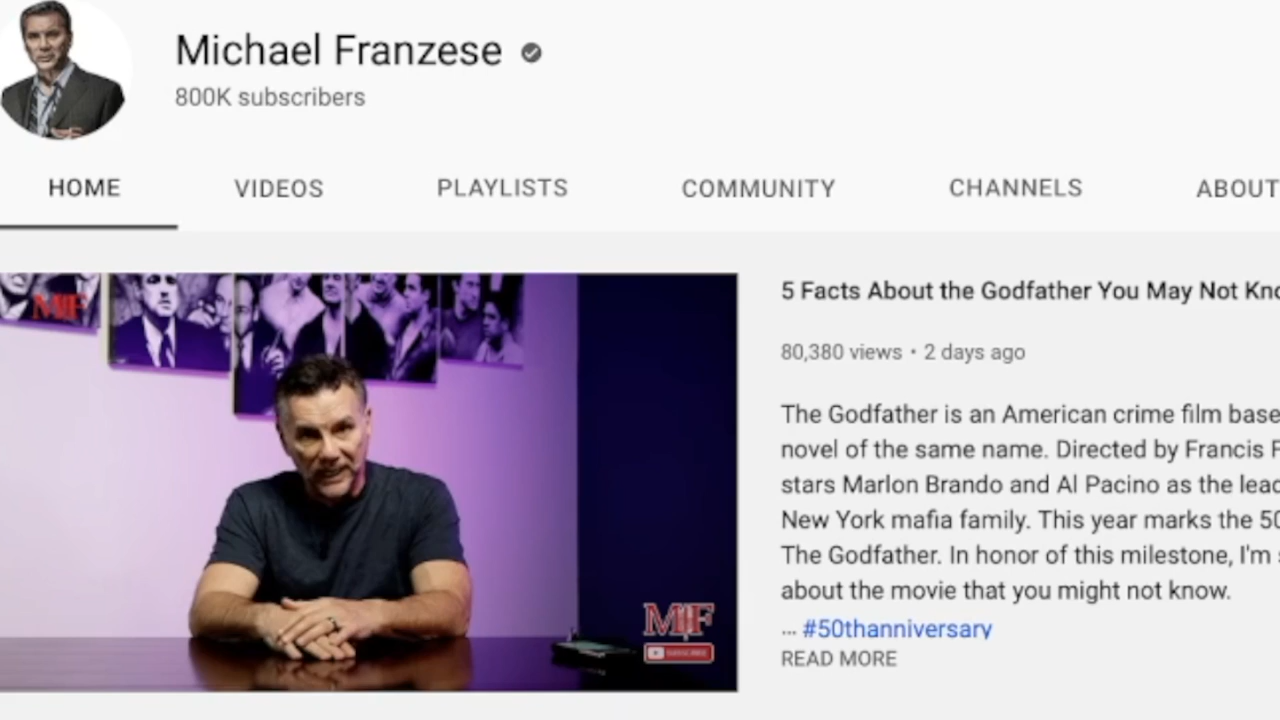 Michael Franzese
800K subscribers
HOME VIDEOS PLAYLISTS COMMUNITY CHANNELS ABOUT
MF
5 Facts About the Godfather You May Not Kno
80,380 views • 2 days ago
The Godfather is an American crime film base
novel of the same name. Directed by Francis F
stars Marlon Brando and Al Pacino as the lead
New York mafia family. This year marks the 50
The Godfather. In honor of this milestone, I'm s
about the movie that you might not know.
... #50thanniversary
READ MORE
MF
SUBSCRIBE